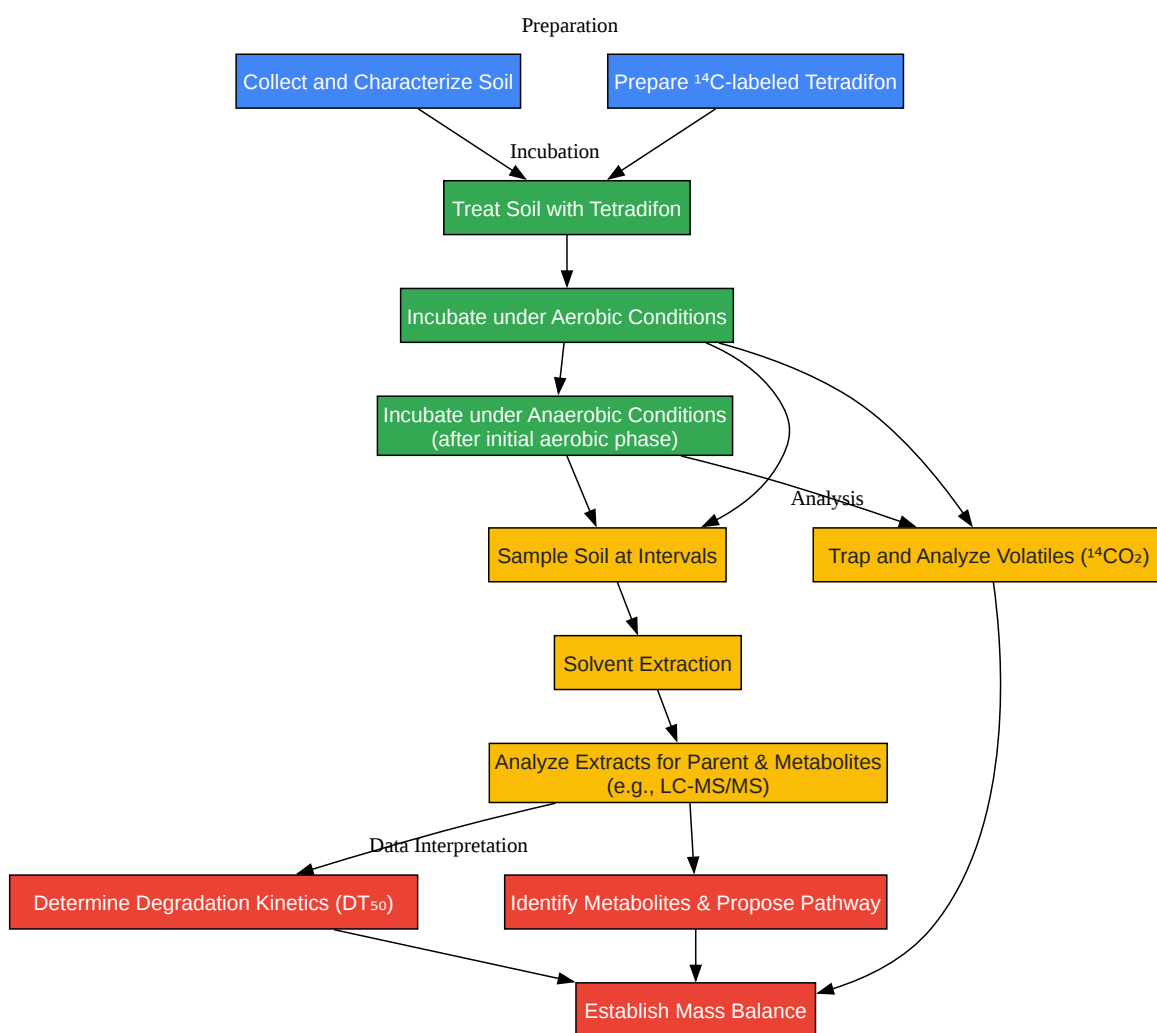 Preparation
Collect and Characterize Soil
Prepare ¹⁴C-labeled Tetradifon
Incubation
Treat Soil with Tetradifon
Incubate under Aerobic Conditions
Incubate under Anaerobic Conditions
(after initial aerobic phase)
Analysis
Sample Soil at Intervals
Trap and Analyze Volatiles (¹⁴CO₂)
Solvent Extraction
Analyze Extracts for Parent & Metabolites
(e.g., LC-MS/MS)
Data Interpretation
Determine Degradation Kinetics (DT₅₀)
Identify Metabolites & Propose Pathway
Establish Mass Balance